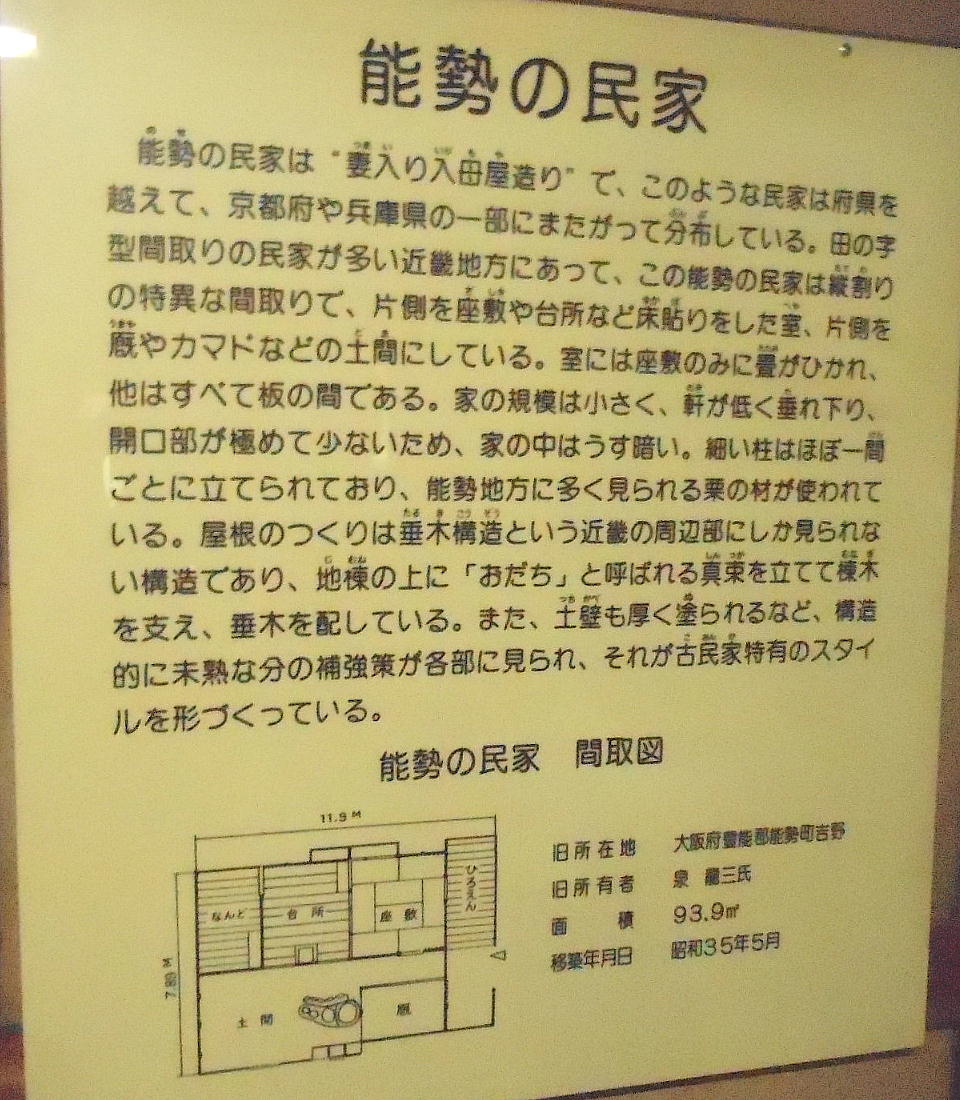 能勢の民家
能勢の民家は“妻入り入母屋造り”で、このような民家は府県を
越えて、京都府や兵庫県の一部にまたがって分布している。田の字
型間取りの民家が多い近畿地方にあって、この能勢の民家は縦割り
の特異な間取りで、片側を座敷や台所など床貼りをした室、片側を
厩やカマドなどの土間にしている。室には座敷のみに畳がひかれ、
他はすべて板の間である。家の規模は小さく、軒が低く垂れ下り、
開口部が極めて少ないため、家の中はうす暗い。細い柱はほぼ一間
ごとに立てられており、能勢地方に多く見られる栗の材が使われて
いる。屋根のつくりは垂木構造という近畿の周辺部にしか見られな
い構造であり、地棟の上に「おだち」と呼ばれる真束を立てて棟木
を支え、垂木を配している。また、土壁も厚く塗られるなど、構造
的に未熟な分の補強策が各部に見られ、それが古民家特有のスタイ
ルを形づくっている。
能勢の民家　間取図
11.9 M
7.89 M
なんど
台所
座敷
ひろえん
土間
厩
旧所在地　大阪府豊能郡能勢町吉野
旧所有者　泉　龍三氏
面積　93.9㎡
移築年月日　昭和35年5月